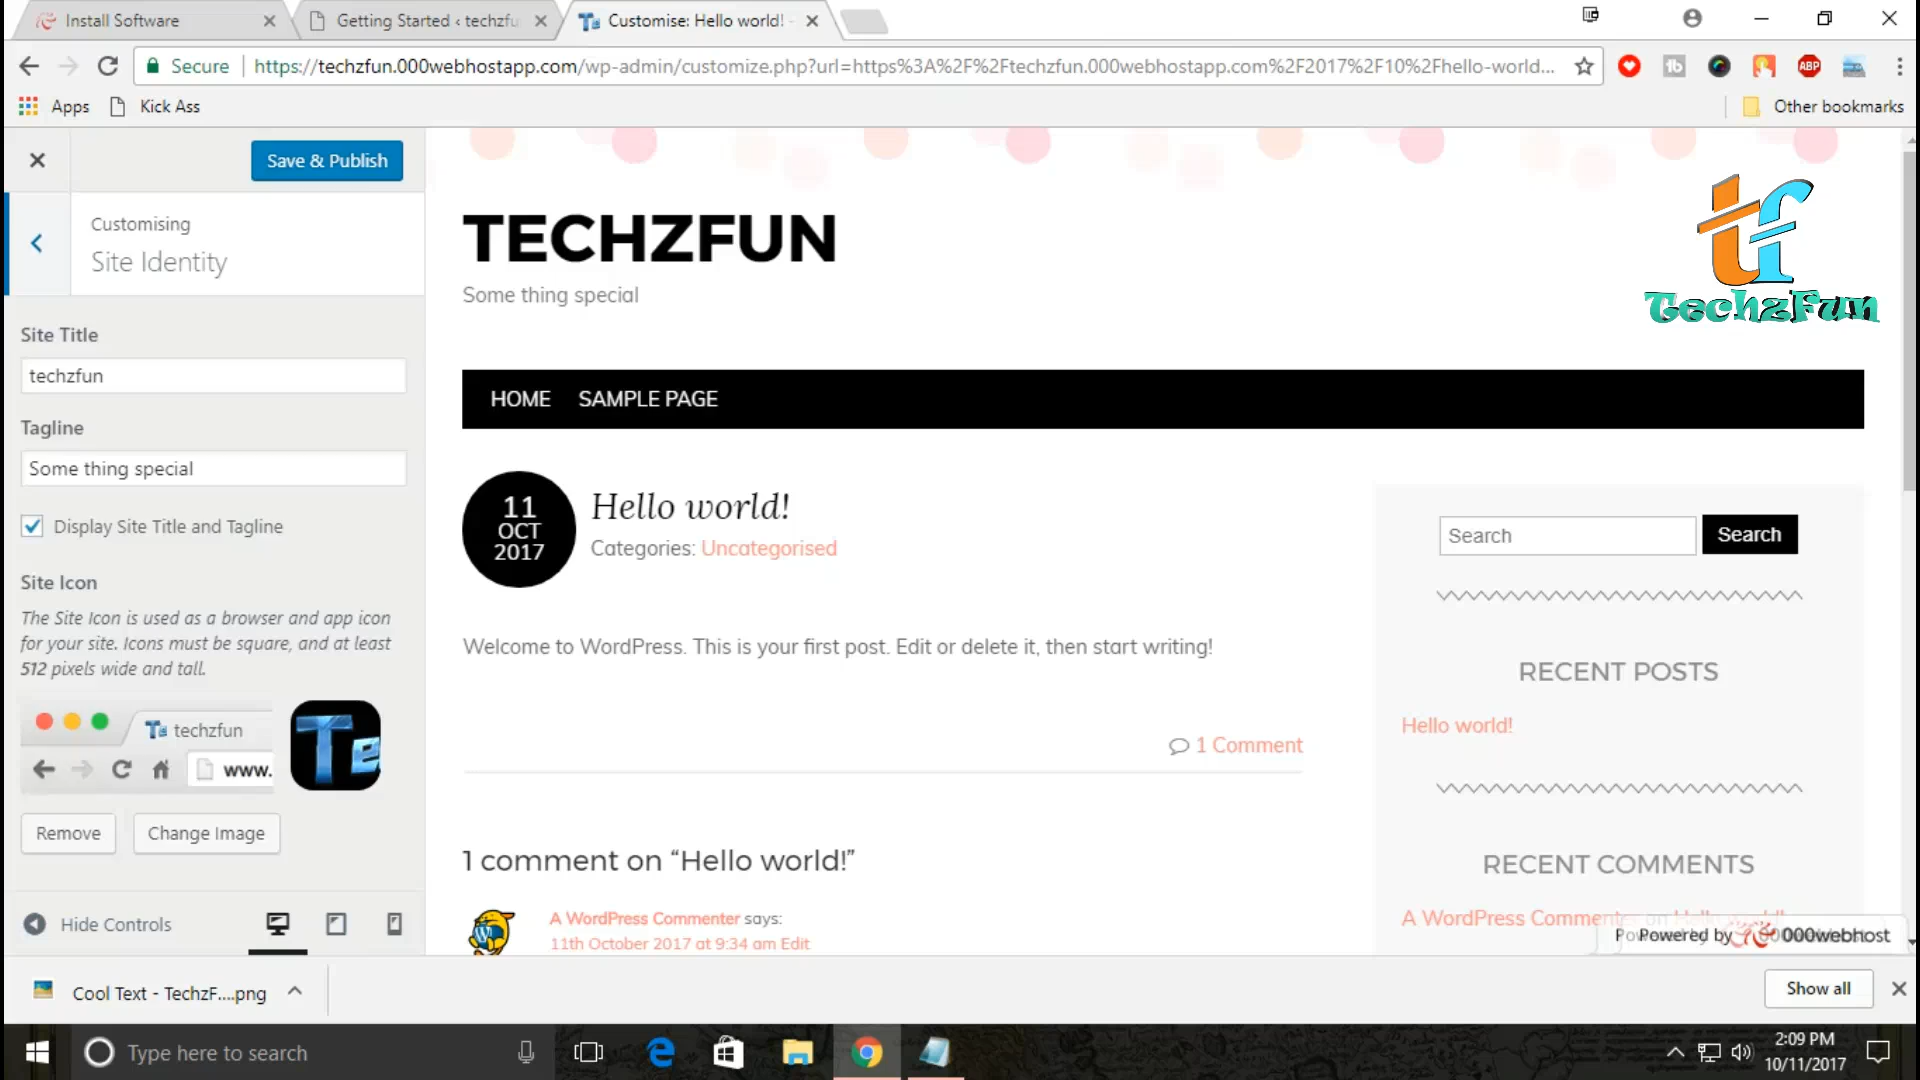 Install Software
Getting Started ‹ techzfu
Customise: Hello world! -
Secure
https://techzfun.000webhostapp.com/wp-admin/customize.php?url=https%3A%2F%2Ftechzfun.000webhostapp.com%2F2017%2F10%2Fhello-world...
ABP
Apps
Kick Ass
Other bookmarks
Save & Publish
Customising
Site Identity
Site Title
techzfun
Tagline
Some thing special
Display Site Title and Tagline
Site Icon
The Site Icon is used as a browser and app icon
for your site. Icons must be square, and at least
512 pixels wide and tall.
techzfun
www.
Te
Remove
Change Image
Hide Controls
TECHZFUN
Some thing special
tf
TechzFun
HOME
SAMPLE PAGE
11
OCT
2017
Hello world!
Categories: Uncategorised
Welcome to WordPress. This is your first post. Edit or delete it, then start writing!
1 Comment
1 comment on “Hello world!”
A WordPress Commenter says:
11th October 2017 at 9:34 am Edit
Search
Search
RECENT POSTS
Hello world!
RECENT COMMENTS
A WordPress Commenter on Hello world!
Powered by 000webhost
Cool Text - TechzF....png
Show all
Type here to search
2:09 PM
10/11/2017